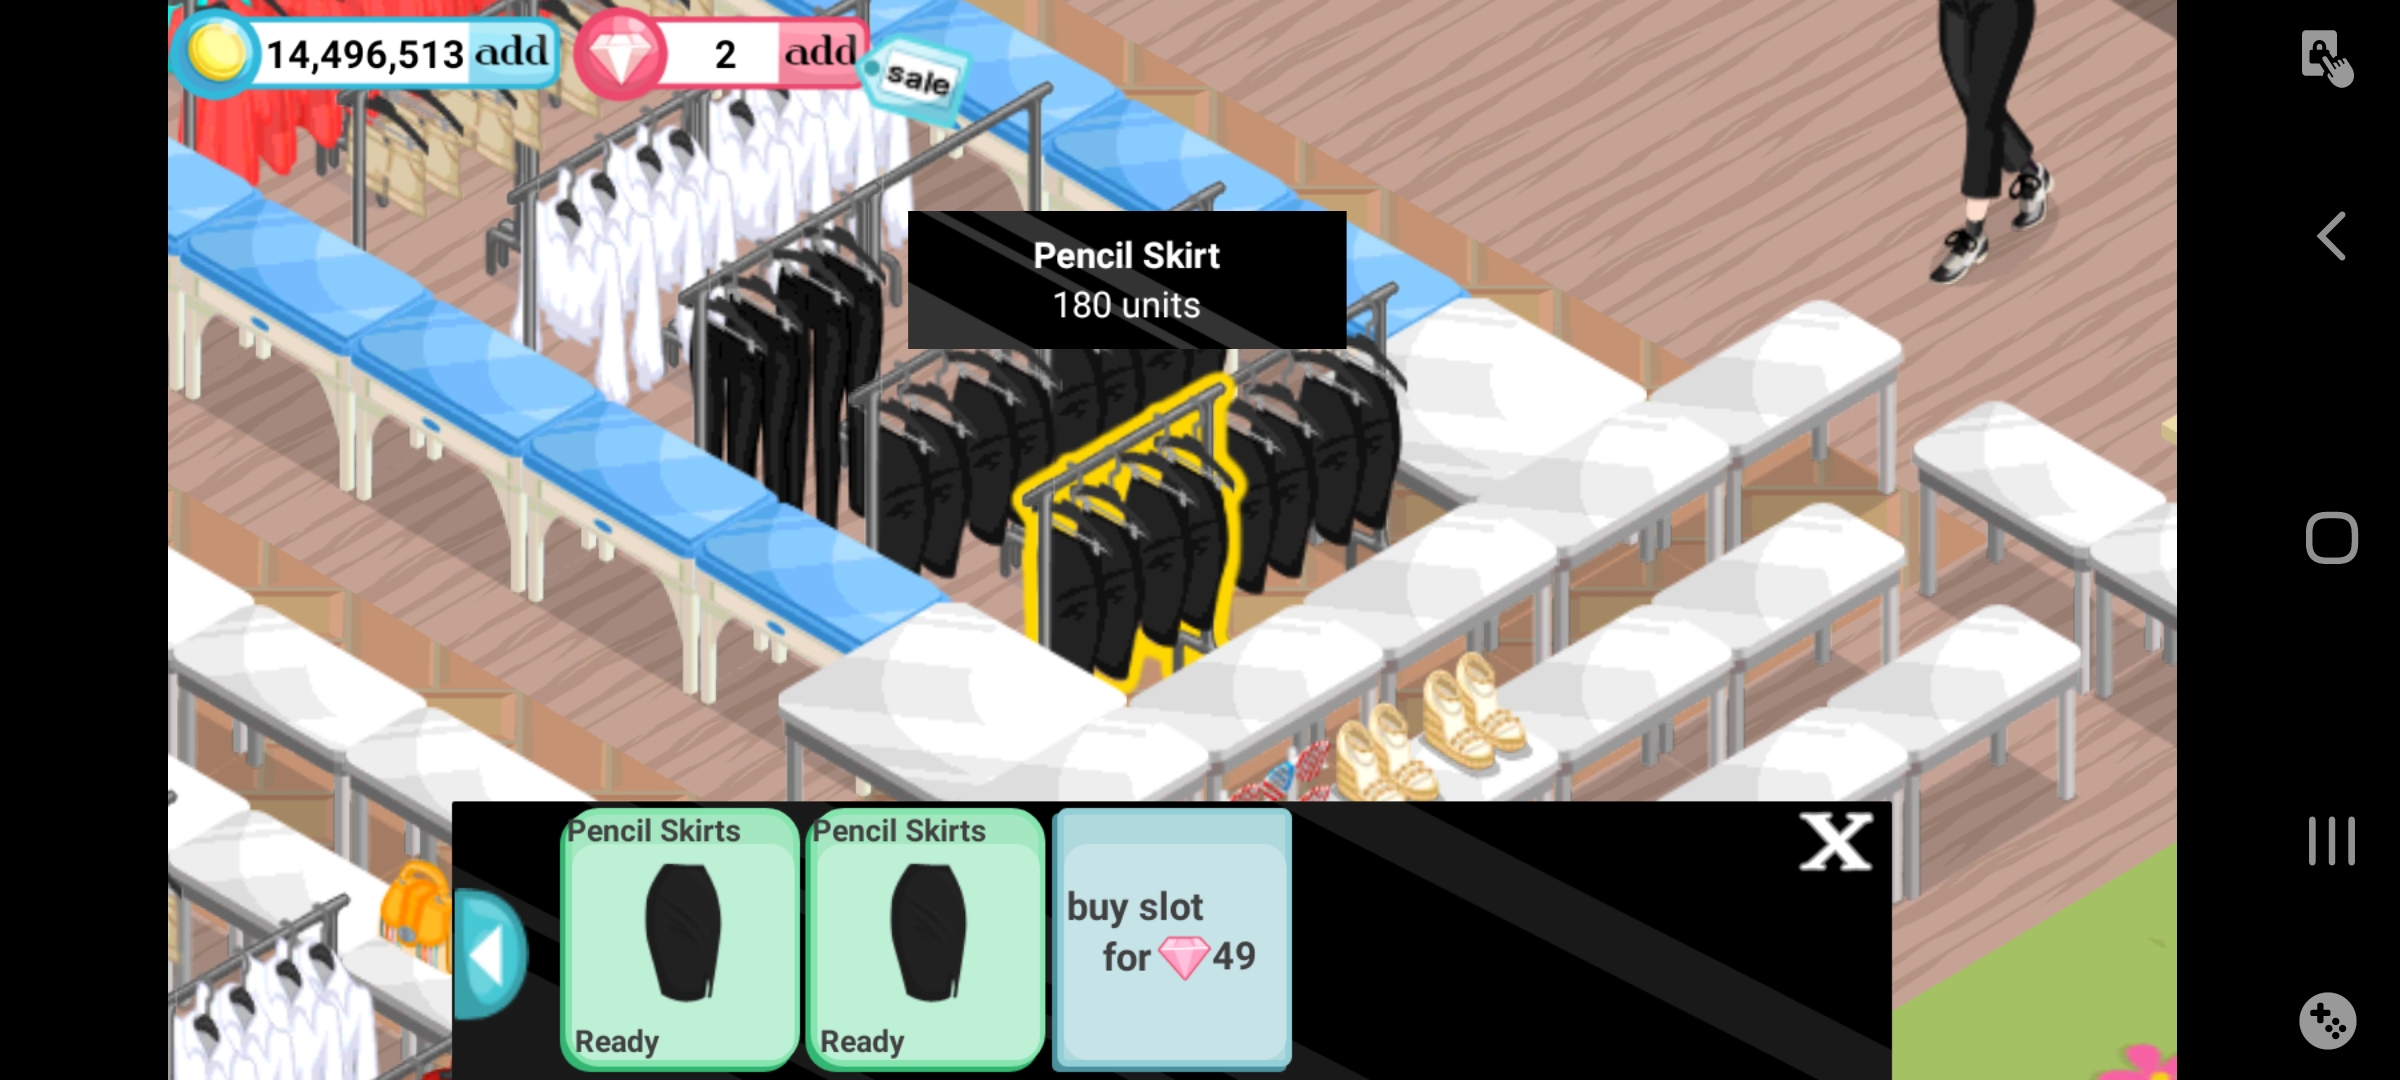 14,496,513 add
2 add
sale
Pencil Skirt
180 units
Pencil Skirts
Ready
Pencil Skirts
Ready
buy slot
for 49
X